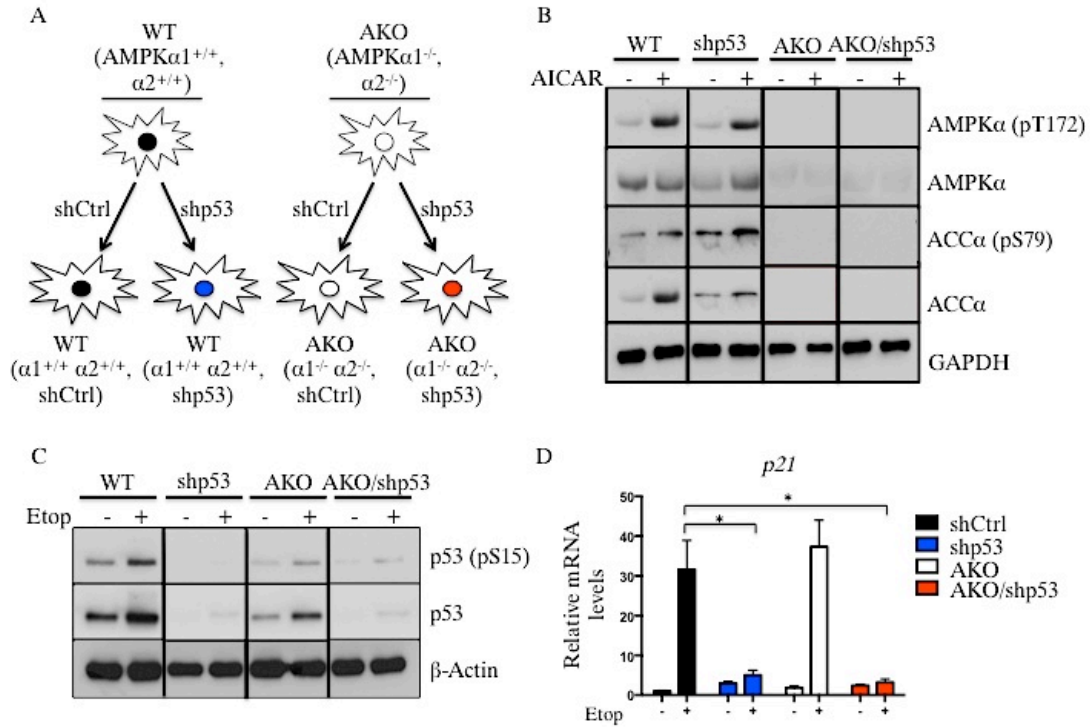 A
WT
(AMPKα1+/+,
α2+/+)
AKO
(AMPKα1-/-,
α2-/-)
shCtrl
shp53
shCtrl
shp53
WT
(α1+/+ α2+/+,
shCtrl)
WT
(α1+/+ α2+/+,
shp53)
AKO
(α1-/- α2-/-,
shCtrl)
AKO
(α1-/- α2-/-,
shp53)
B
WT shp53 AKO AKO/shp53
AICAR - + - + - + - +
AMPKα (pT172)
AMPKα
ACCα (pS79)
ACCα
GAPDH
C
WT shp53 AKO AKO/shp53
Etop - + - + - + - +
p53 (pS15)
p53
β-Actin
D
p21
Relative mRNA
levels
50
40
30
20
10
0
* *
Etop - + - + - + - +
shCtrl
shp53
AKO
AKO/shp53